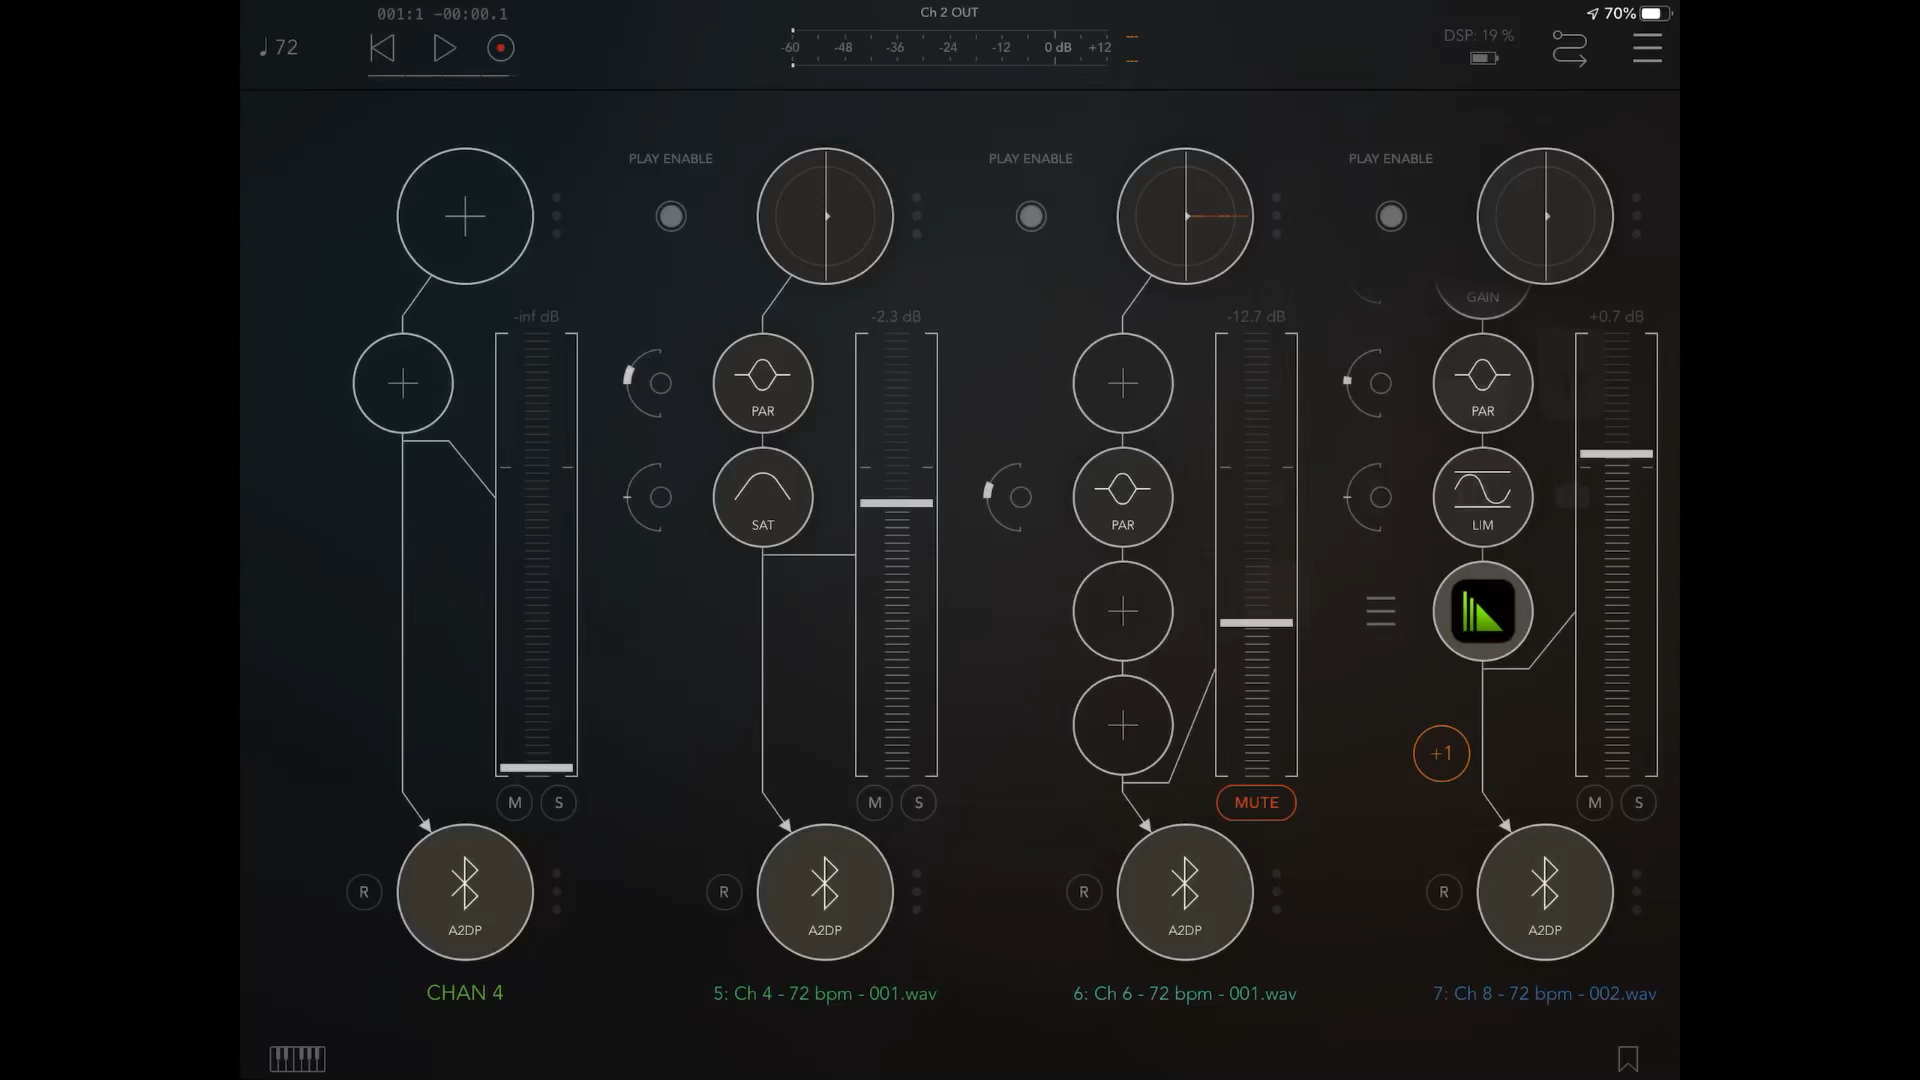 001:1 -00:00.1
Ch 2 OUT
70%
72
-60 -48 -36 -24 -12 0 dB +12
DSP: 19 %
PLAY ENABLE
PLAY ENABLE
PLAY ENABLE
GAIN
-inf dB
-2.3 dB
-12.7 dB
+0.7 dB
PAR
PAR
SAT
PAR
LIM
+1
M S
M S
MUTE
M S
R
A2DP
R
A2DP
R
A2DP
R
A2DP
CHAN 4
5: Ch 4 - 72 bpm - 001.wav
6: Ch 6 - 72 bpm - 001.wav
7: Ch 8 - 72 bpm - 002.wav